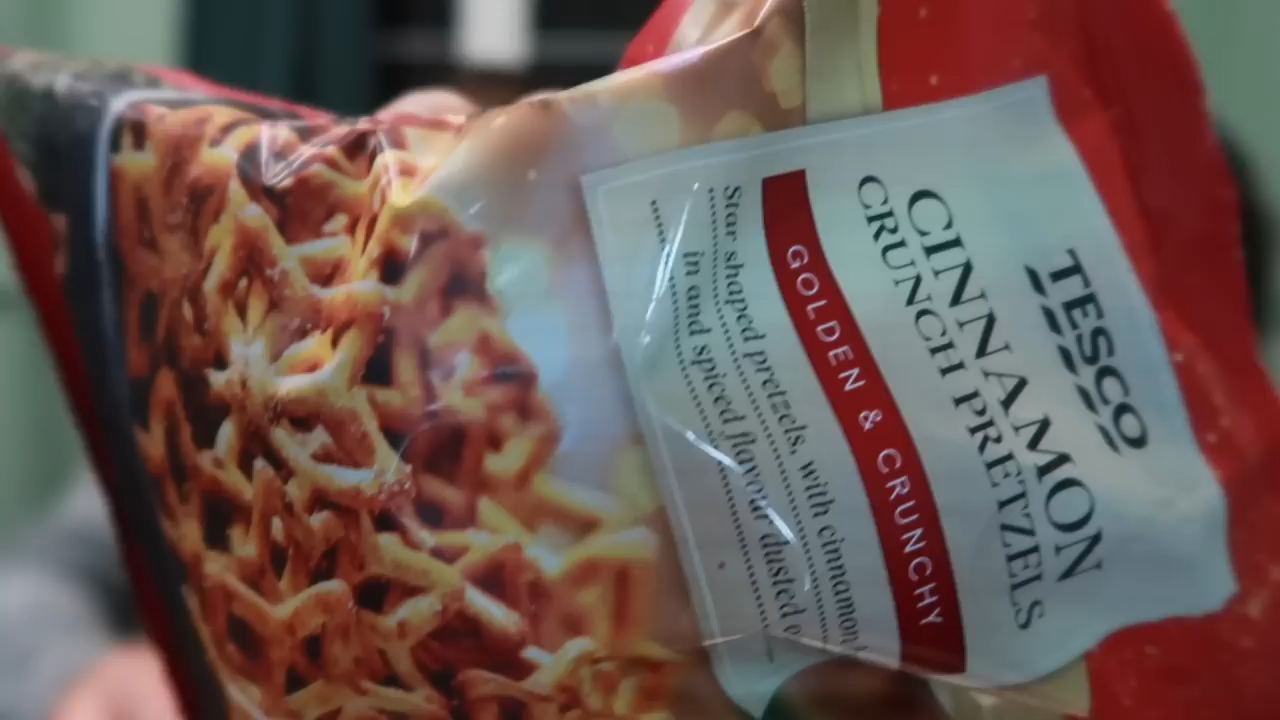 TESCO
CINNAMON
CRUNCH PRETZELS
GOLDEN & CRUNCHY
Star shaped pretzels, with cinnamon
in and spiced flavour dusted